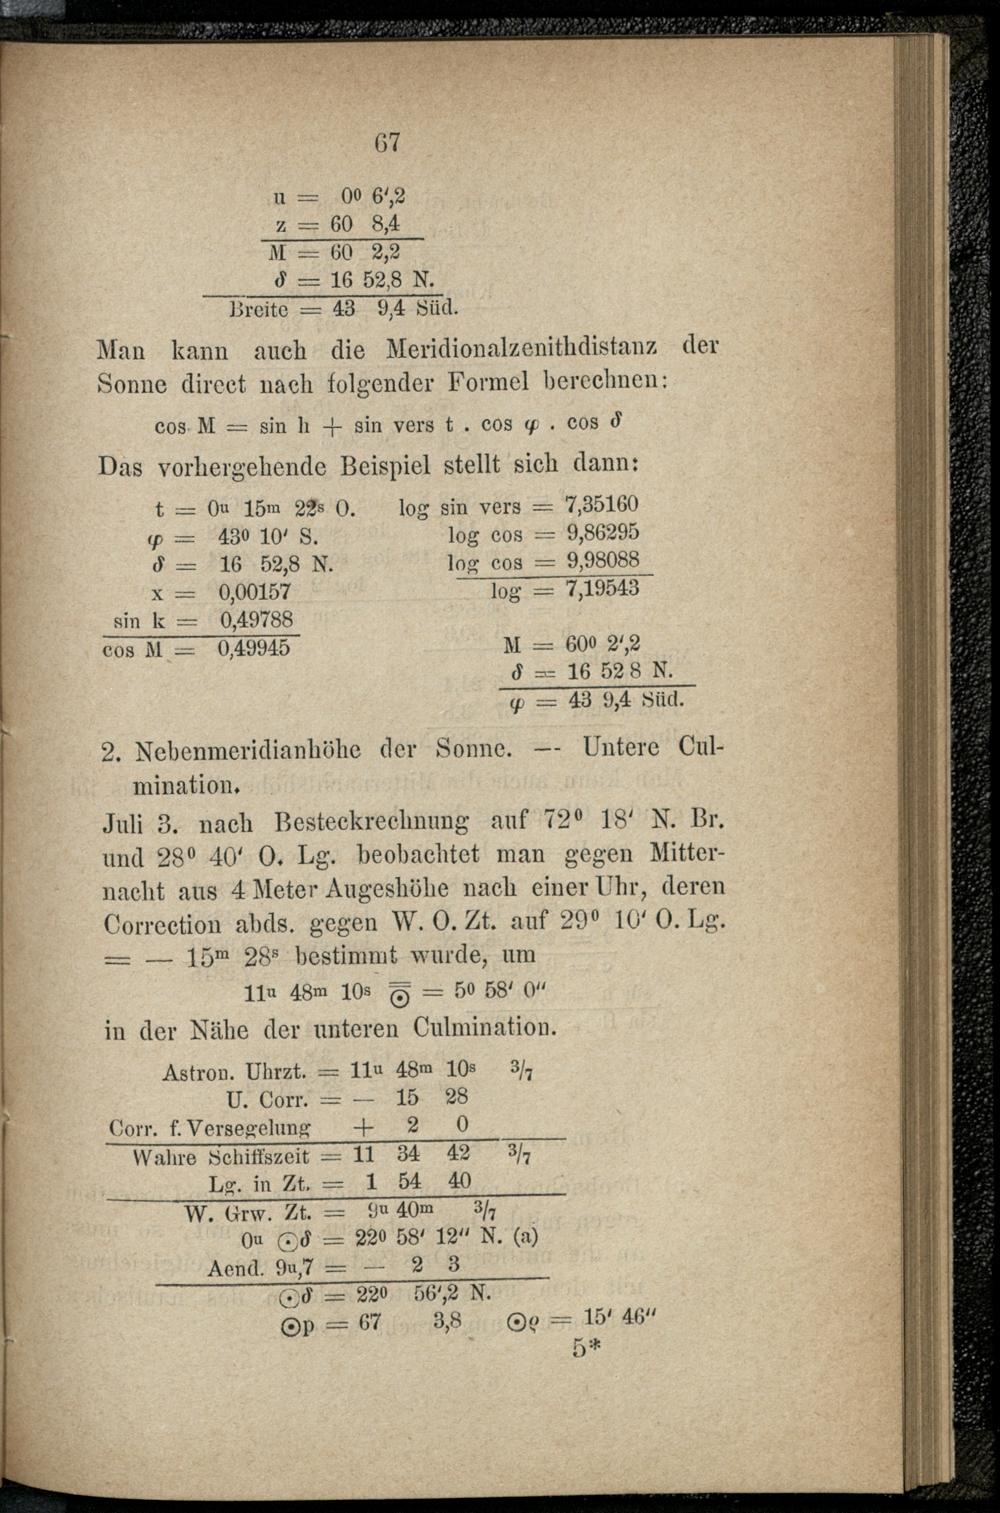 67
u = 0⁰ 6′,2
z = 60 8,4
M = 60 2,2
δ = 16 52,8 N.
Breite = 43 9,4 Süd.
Man kann auch die Meridionalzenithdistanz der
Sonne direct nach folgender Formel berechnen:
cos M = sin h + sin vers t . cos φ . cos δ
Das vorhergehende Beispiel stellt sich dann:
t = 0ᵘ 15ᵐ 22ˢ O. log sin vers = 7,35160
φ = 43⁰ 10′ S. log cos = 9,86295
δ = 16 52,8 N. log cos = 9,98088
x = 0,00157 log = 7,19543
sin k = 0,49788
cos M = 0,49945 M = 60⁰ 2′,2
δ = 16 52 8 N.
φ = 43 9,4 Süd.
2. Nebenmeridianhöhe der Sonne. — Untere Cul-
mination.
Juli 3. nach Besteckrechnung auf 72⁰ 18′ N. Br.
und 28⁰ 40′ O. Lg. beobachtet man gegen Mitter-
nacht aus 4 Meter Augeshöhe nach einer Uhr, deren
Correction abds. gegen W. O. Zt. auf 29⁰ 10′ O. Lg.
= — 15ᵐ 28ˢ bestimmt wurde, um
11ᵘ 48ᵐ 10ˢ ☉ = 5⁰ 58′ 0″
in der Nähe der unteren Culmination.
Astron. Uhrzt. = 11ᵘ 48ᵐ 10ˢ 3/7
U. Corr. = — 15 28
Corr. f. Versegelung + 2 0
Wahre Schiffszeit = 11 34 42 3/7
Lg. in Zt. = 1 54 40
W. Grw. Zt. = 9ᵘ 40ᵐ 3/7
0ᵘ ☉δ = 22⁰ 58′ 12″ N. (a)
Aend. 9ᵘ,7 = — 2 3
☉δ = 22⁰ 56′,2 N.
☉p = 67 3,8 ☉ϱ = 15′ 46″
5*